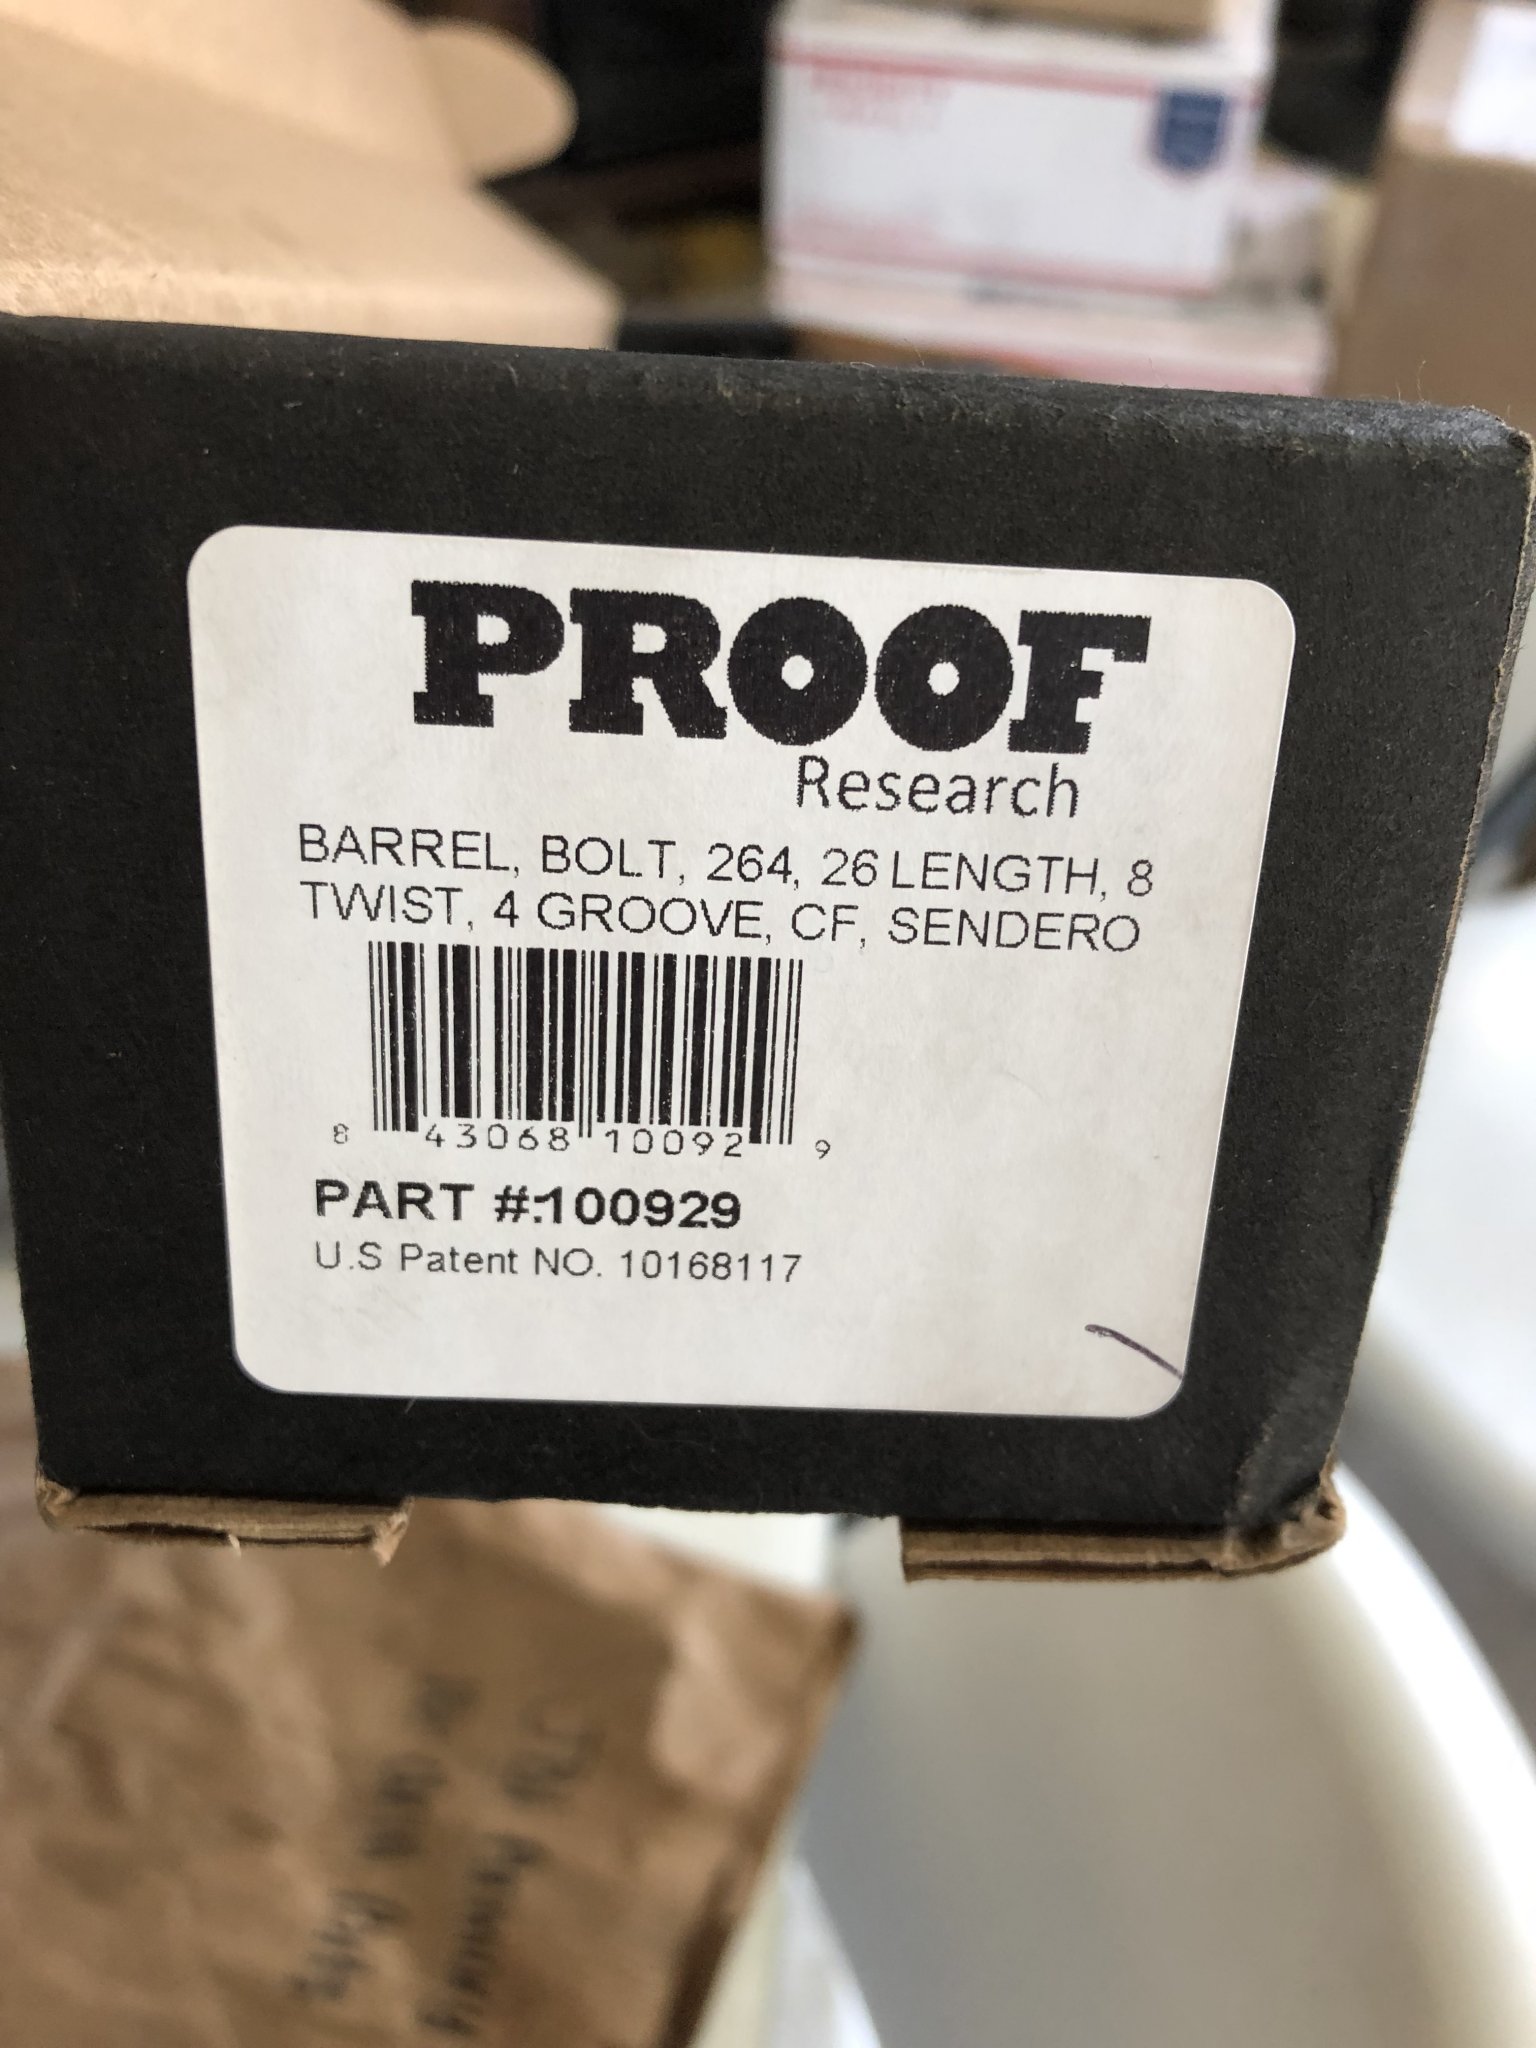 PROOF
Research
BARREL, BOLT, 264, 26 LENGTH, 8
TWIST, 4 GROOVE, CF, SENDERO
8 43068 10092 9
PART #:100929
U.S Patent NO. 10168117